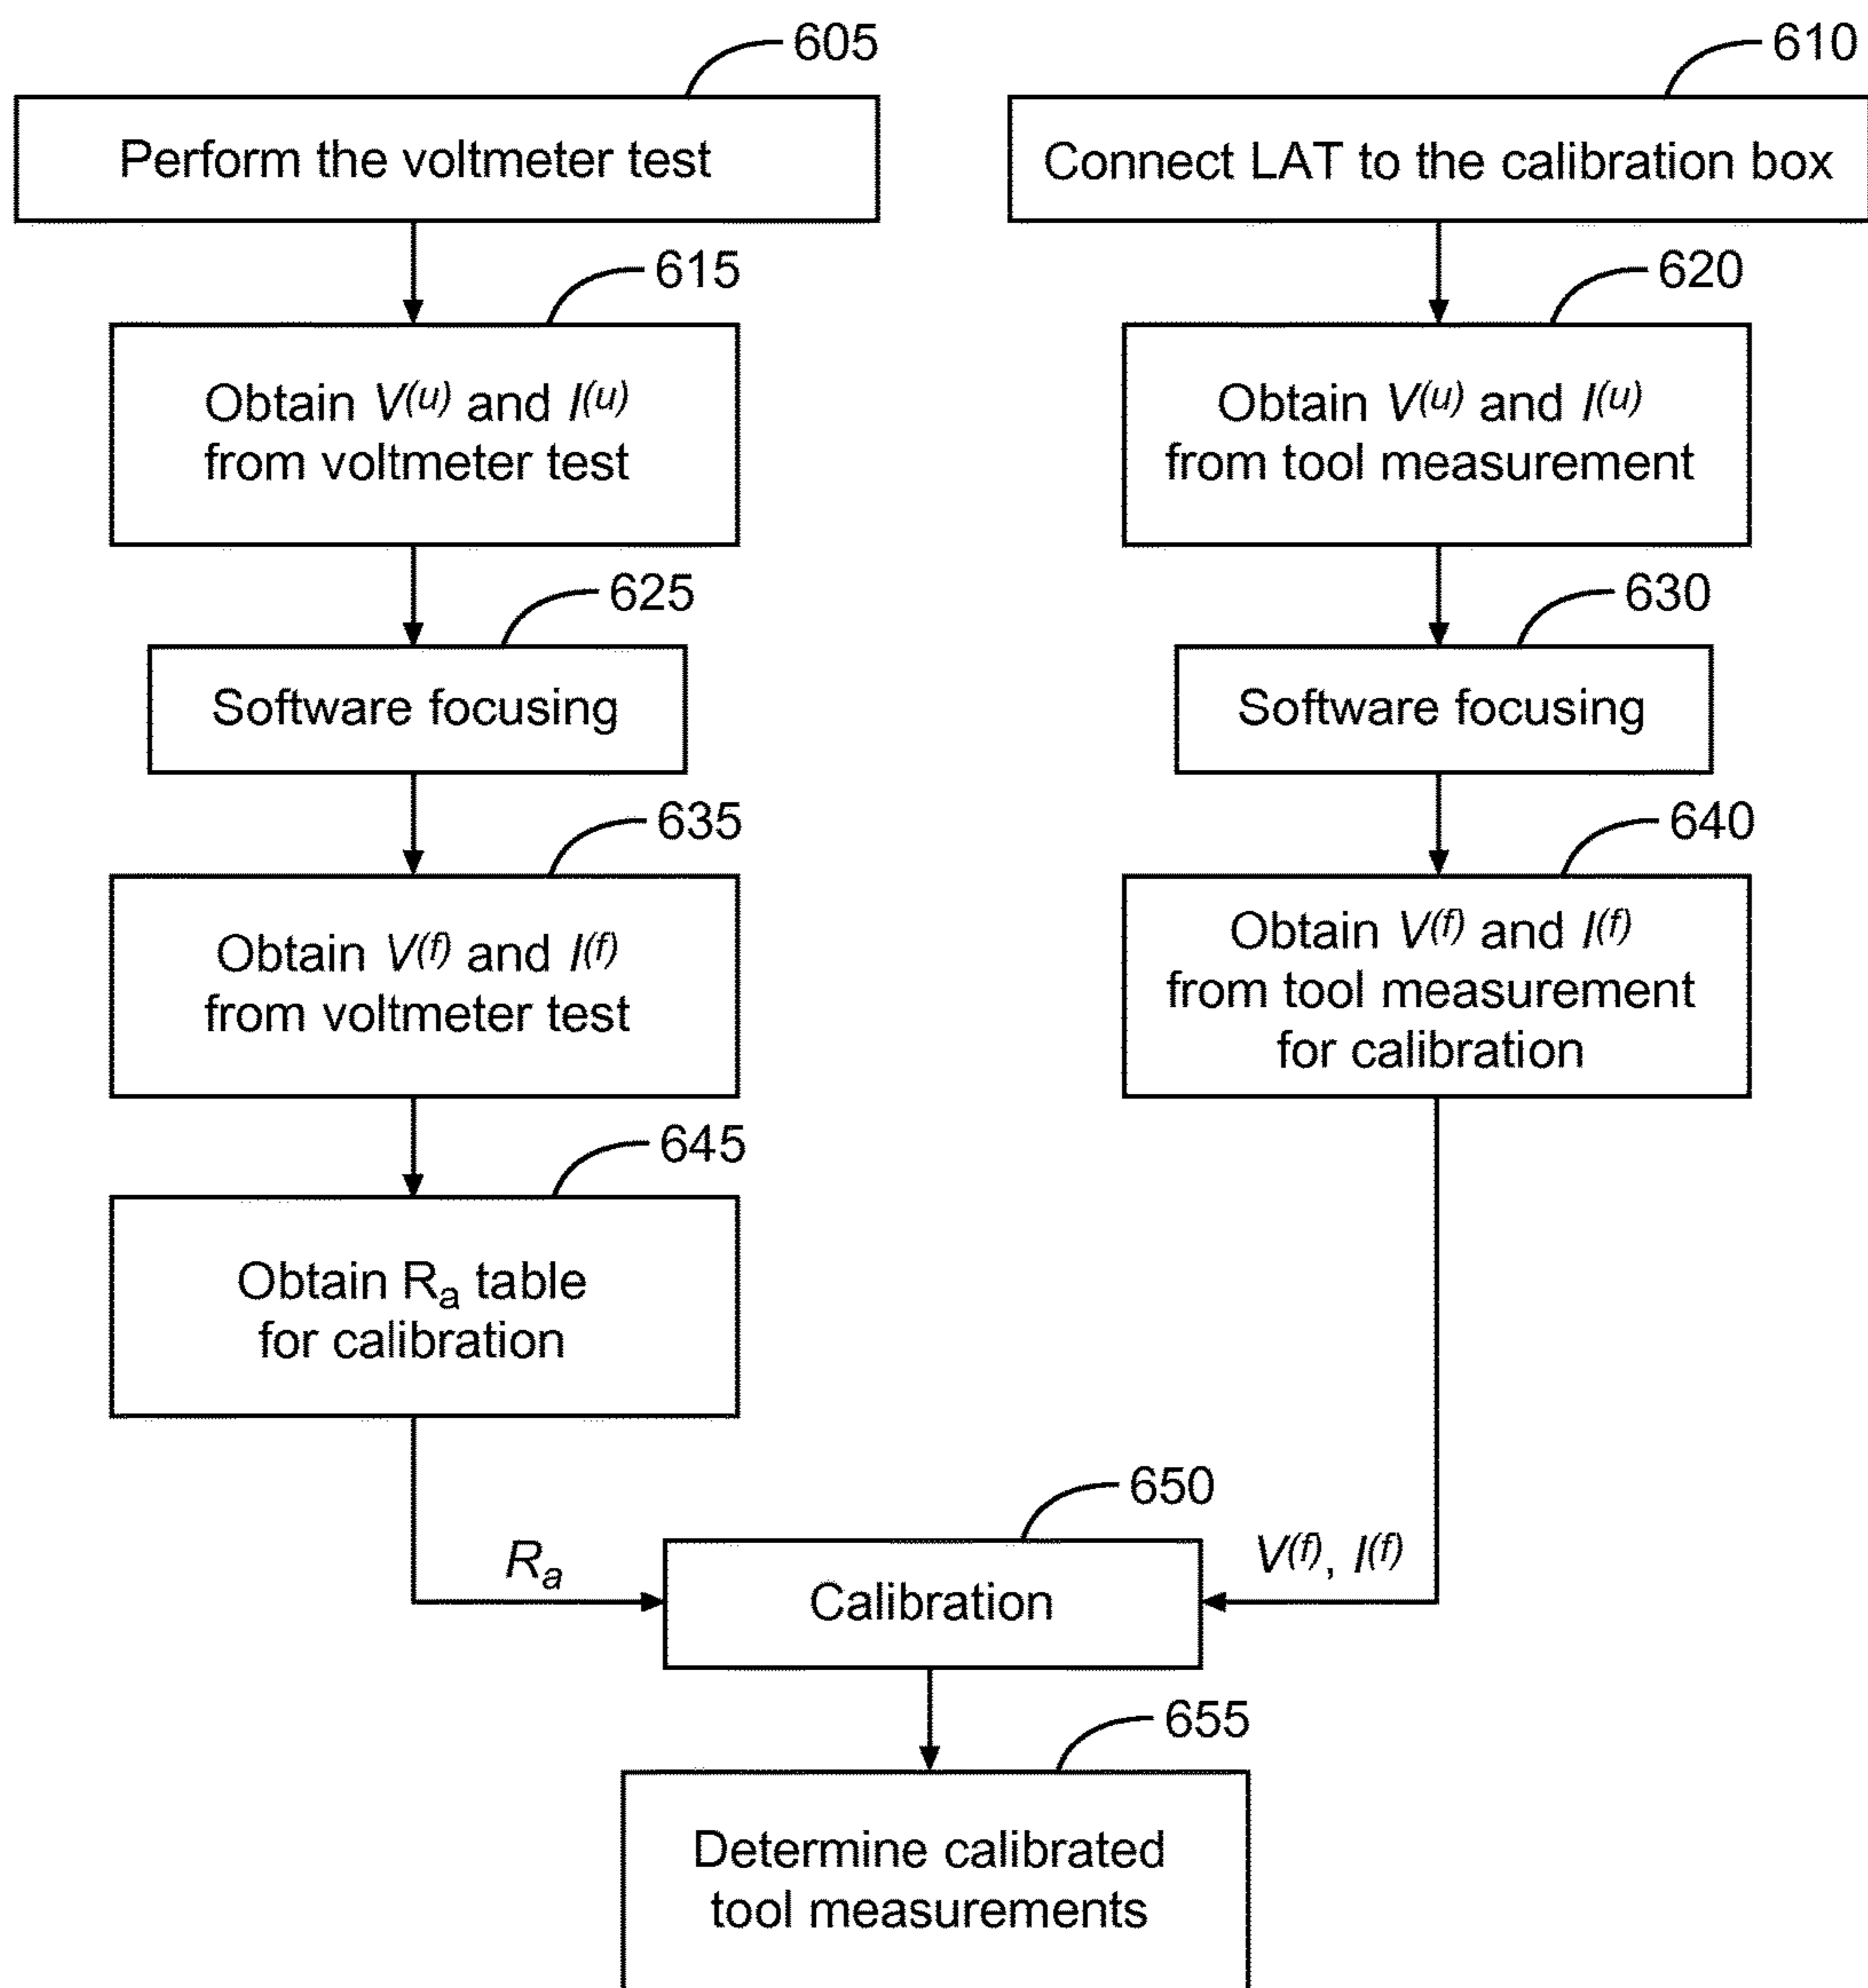 605
610
Perform the voltmeter test
Connect LAT to the calibration box
615
620
Obtain V(u) and I(u)
from voltmeter test
Obtain V(u) and I(u)
from tool measurement
625
630
Software focusing
Software focusing
635
640
Obtain V(f) and I(f)
from voltmeter test
Obtain V(f) and I(f)
from tool measurement
for calibration
645
Obtain Ra table
for calibration
650
Ra
V(f), I(f)
Calibration
655
Determine calibrated
tool measurements